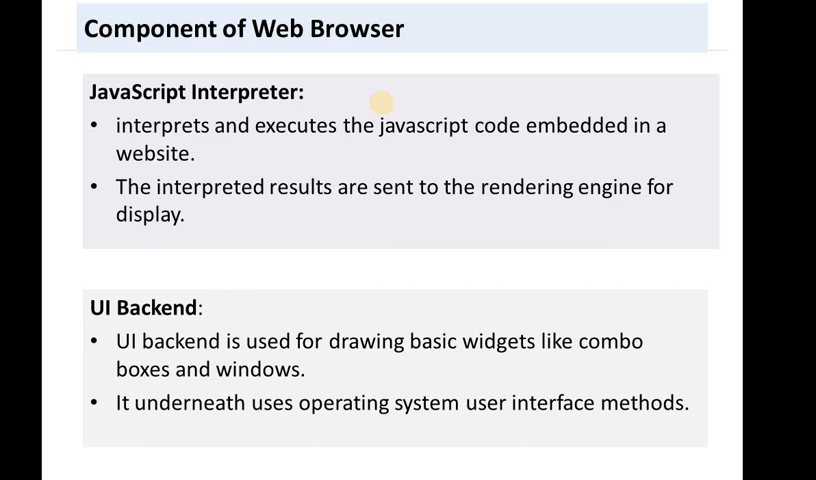 Component of Web Browser
JavaScript Interpreter:
• interprets and executes the javascript code embedded in a
website.
• The interpreted results are sent to the rendering engine for
display.
UI Backend:
• UI backend is used for drawing basic widgets like combo
boxes and windows.
• It underneath uses operating system user interface methods.